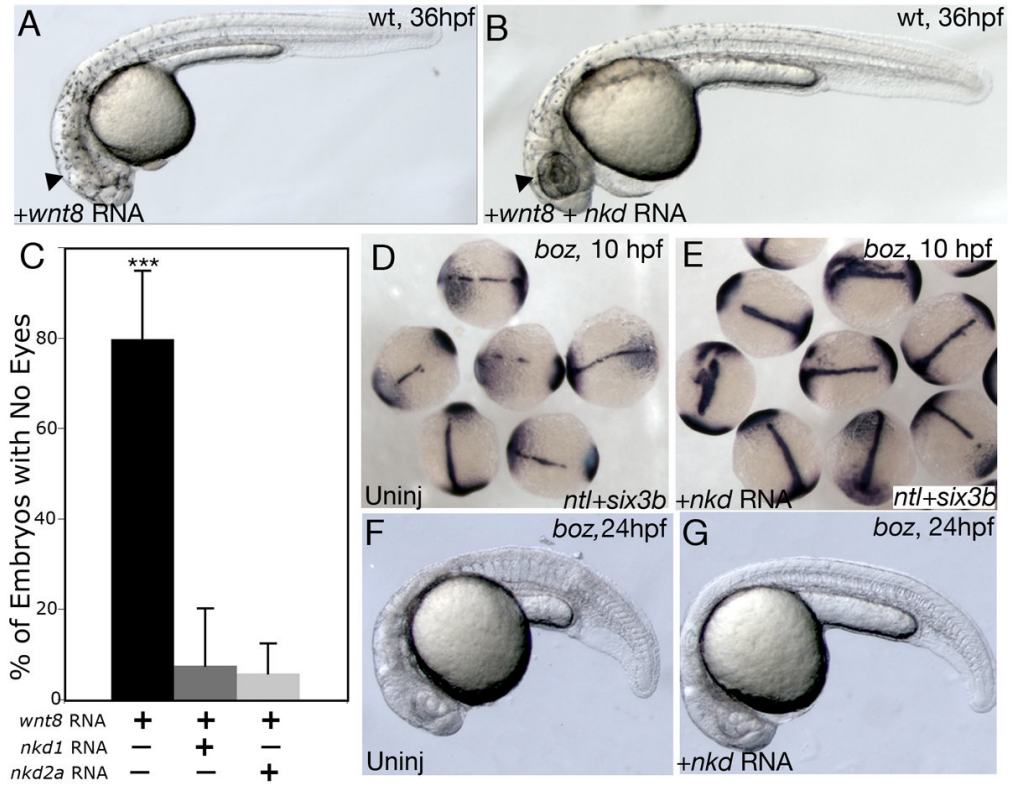 A
wt, 36hpf
+wnt8 RNA
B
wt, 36hpf
+wnt8 + nkd RNA
C
% of Embryos with No Eyes
***
80
60
40
20
0
wnt8 RNA + + +
nkd1 RNA — + —
nkd2a RNA — — +
D
boz, 10 hpf
Uninj
ntl+six3b
E
boz, 10 hpf
+nkd RNA
ntl+six3b
F
boz,24hpf
Uninj
G
boz, 24hpf
+nkd RNA